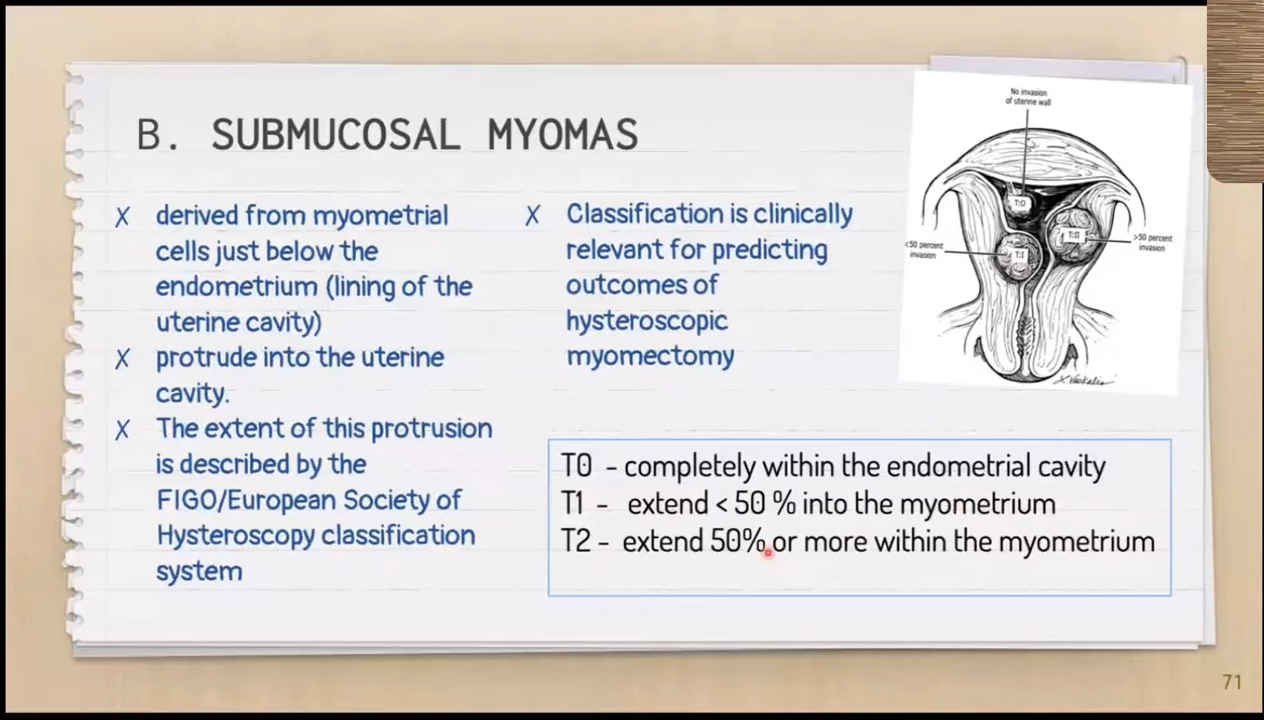 B. SUBMUCOSAL MYOMAS
X derived from myometrial
cells just below the
endometrium (lining of the
uterine cavity)
X protrude into the uterine
cavity.
X The extent of this protrusion
is described by the
FIGO/European Society of
Hysteroscopy classification
system
X Classification is clinically
relevant for predicting
outcomes of
hysteroscopic
myomectomy
No invasion
of uterine wall
T:0
T:II
T:I
<50 percent
invasion
>50 percent
invasion
T0 - completely within the endometrial cavity
T1 - extend < 50 % into the myometrium
T2 - extend 50% or more within the myometrium
71